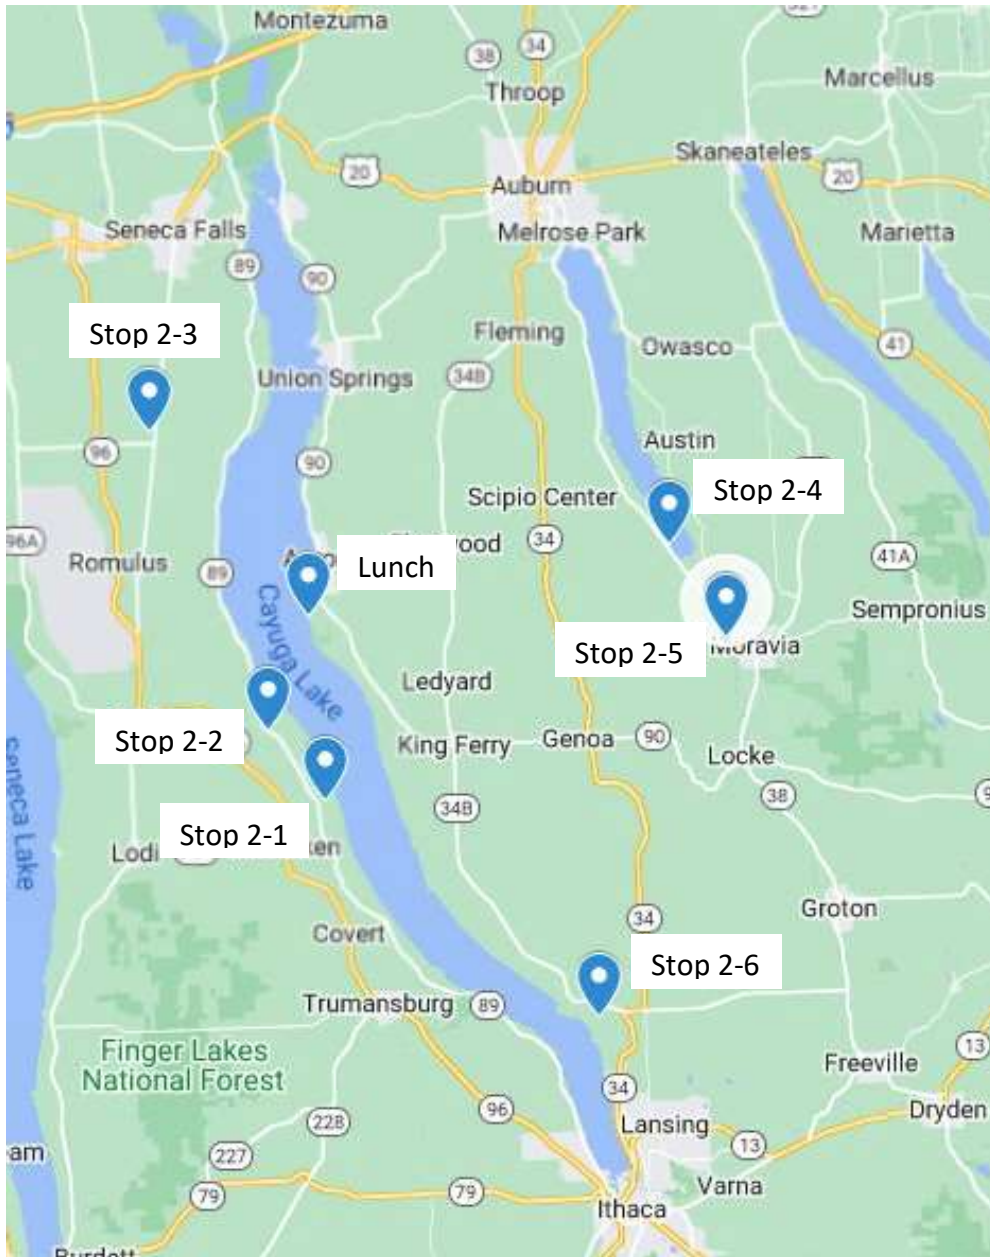 Montezuma
38
34
Throop
Marcellus
Skaneateles
20
20
Auburn
Seneca Falls
Melrose Park
Marietta
89
90
Stop 2-3
Fleming
Owasco
41
Union Springs
34B
Austin
96
90
Stop 2-4
Scipio Center
96A
34
Romulus
89
Lunch
41A
Cayuga Lake
Sempronius
Stop 2-5
Moravia
Ledyard
Stop 2-2
King Ferry
Genoa
90
Locke
38
34B
Seneca Lake
Stop 2-1
Lodi
Groton
34
Covert
Stop 2-6
Trumansburg
89
Finger Lakes
National Forest
13
Freeville
34
96
Dryden
228
Lansing
13
227
79
79
Varna
Ithaca
Burdett